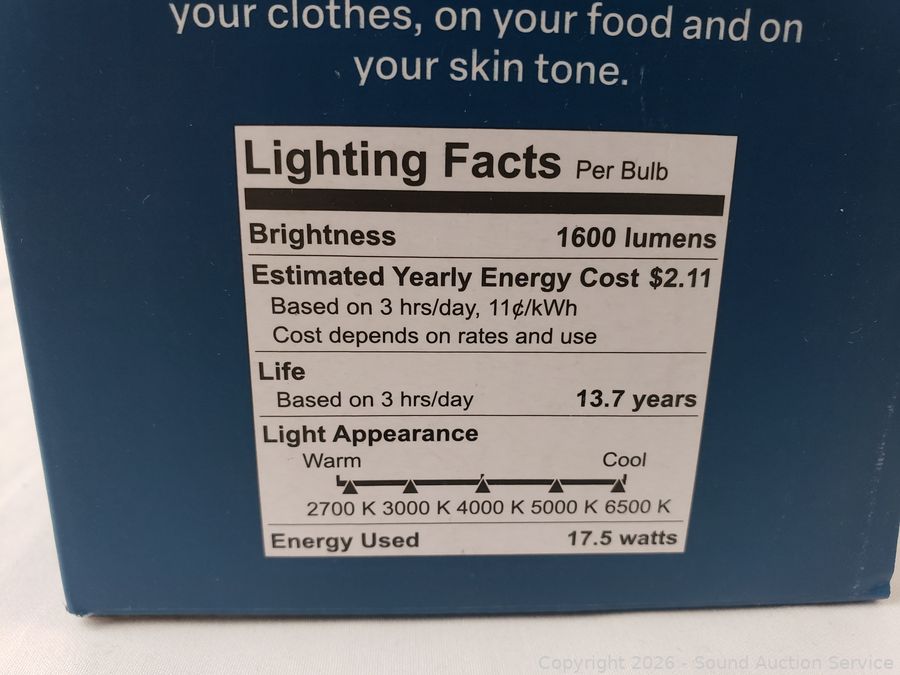 your clothes, on your food and on
your skin tone.
Lighting Facts Per Bulb
Brightness 1600 lumens
Estimated Yearly Energy Cost $2.11
Based on 3 hrs/day, 11¢/kWh
Cost depends on rates and use
Life
Based on 3 hrs/day 13.7 years
Light Appearance
Warm Cool
2700 K 3000 K 4000 K 5000 K 6500 K
Energy Used 17.5 watts
Copyright 2026 - Sound Auction Service